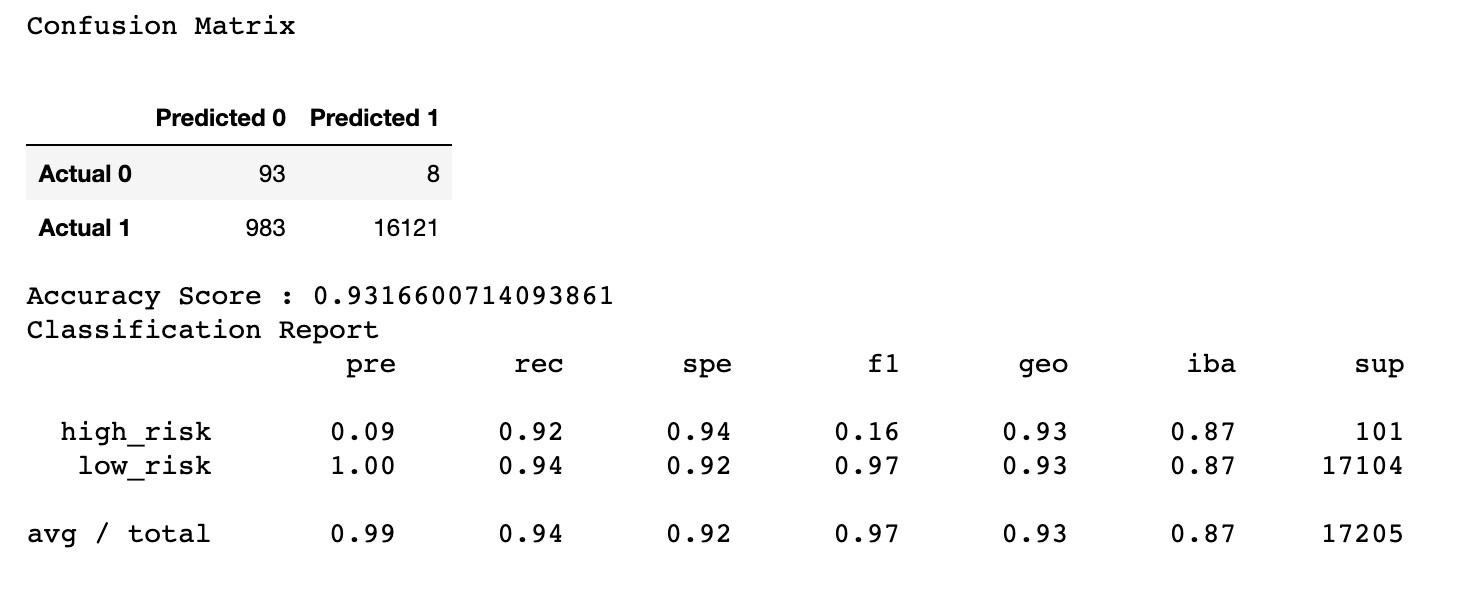 Confusion Matrix
Predicted 0 Predicted 1
Actual 0 93 8
Actual 1 983 16121
Accuracy Score : 0.9316600714093861
Classification Report
pre rec spe f1 geo iba sup
high_risk 0.09 0.92 0.94 0.16 0.93 0.87 101
low_risk 1.00 0.94 0.92 0.97 0.93 0.87 17104
avg / total 0.99 0.94 0.92 0.97 0.93 0.87 17205